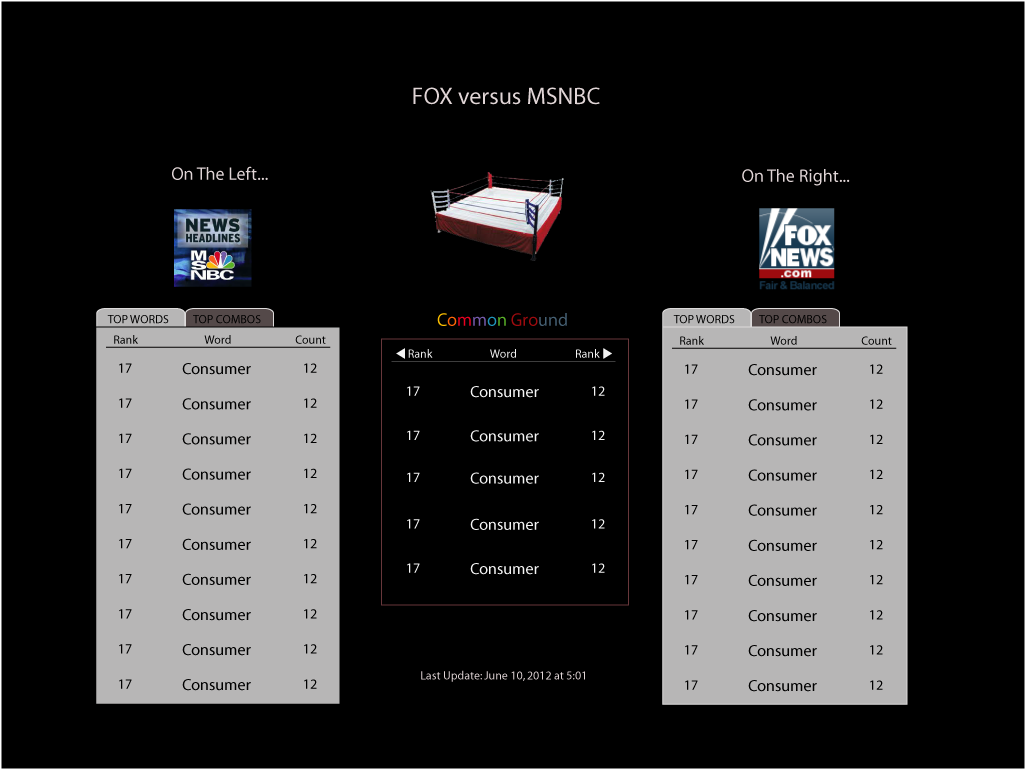 FOX versus MSNBC
On The Left...
On The Right...
NEWS
HEADLINES
MSNBC
FOX
NEWS
.com
Fair & Balanced
TOP WORDS TOP COMBOS
Rank Word Count
17 Consumer 12
17 Consumer 12
17 Consumer 12
17 Consumer 12
17 Consumer 12
17 Consumer 12
17 Consumer 12
17 Consumer 12
17 Consumer 12
17 Consumer 12
Common Ground
◀ Rank Word Rank ▶
17 Consumer 12
17 Consumer 12
17 Consumer 12
17 Consumer 12
17 Consumer 12
Last Update: June 10, 2012 at 5:01
TOP WORDS TOP COMBOS
Rank Word Count
17 Consumer 12
17 Consumer 12
17 Consumer 12
17 Consumer 12
17 Consumer 12
17 Consumer 12
17 Consumer 12
17 Consumer 12
17 Consumer 12
17 Consumer 12